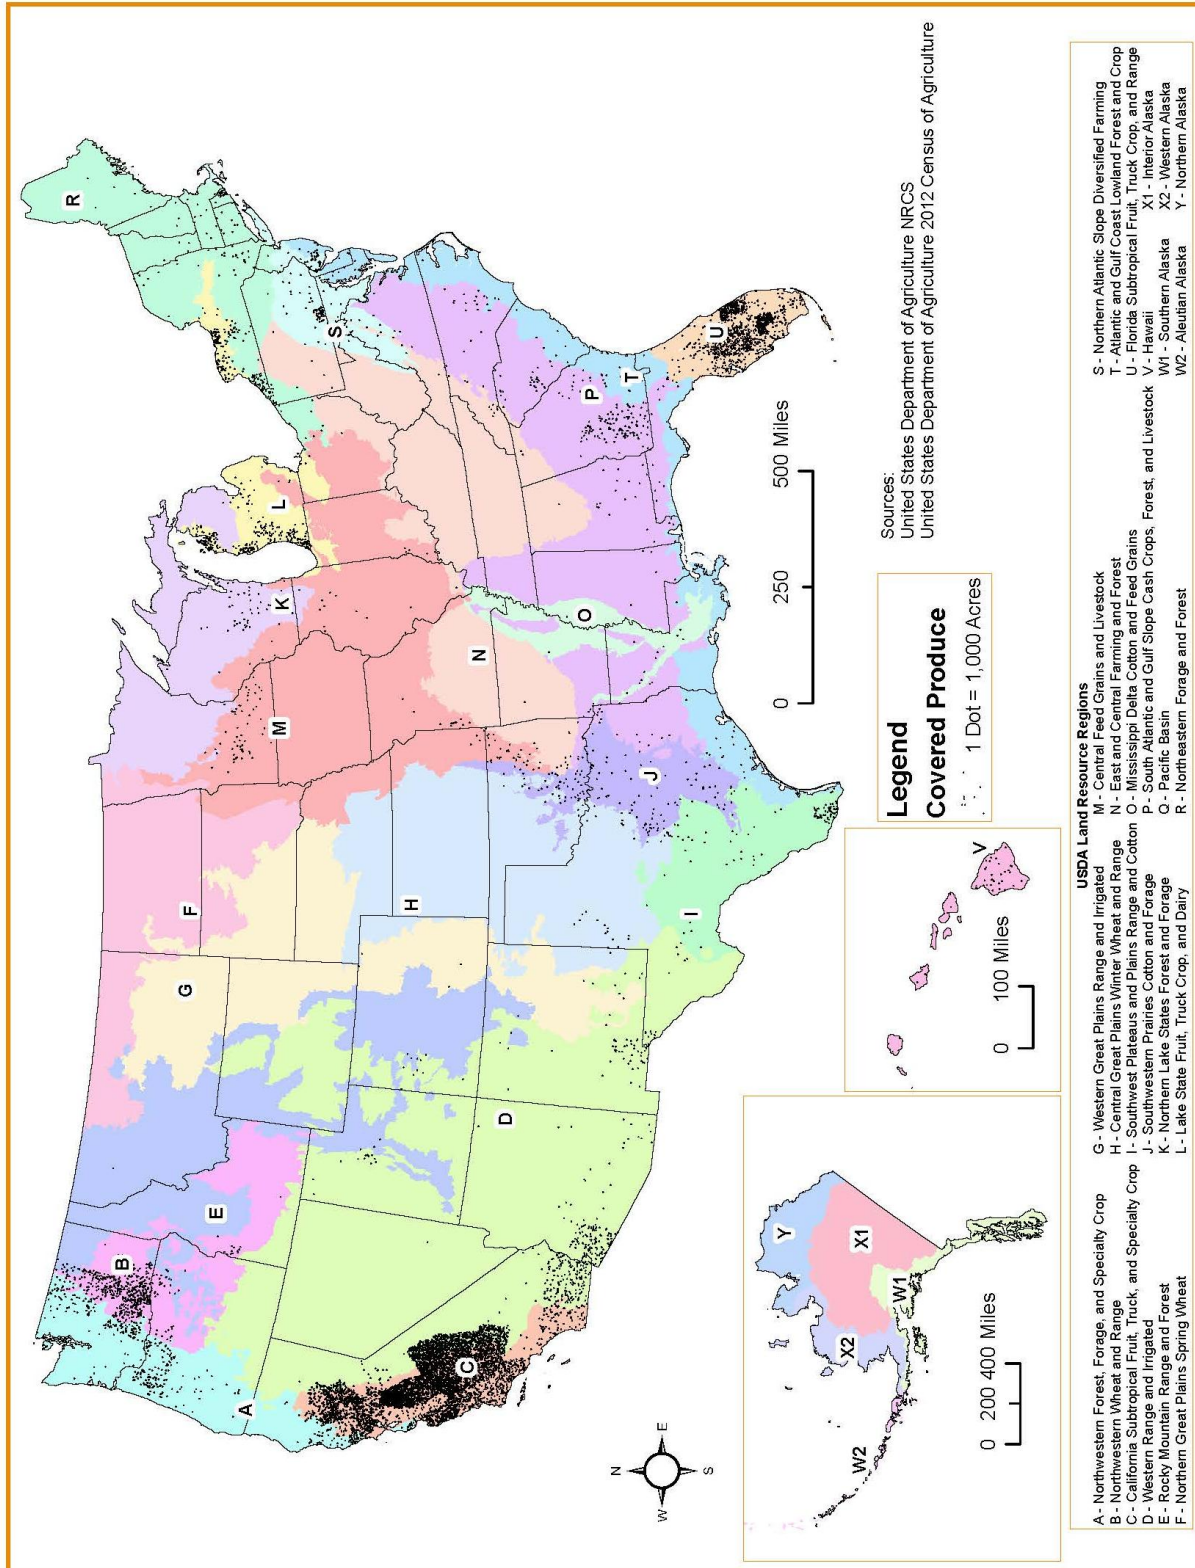 R
A
B
E
G
F
K
L
M
S
N
O
P
T
U
C
D
H
I
J
N
W
E
S
0
250
500 Miles
Sources:
United States Department of Agriculture NRCS
United States Department of Agriculture 2012 Census of Agriculture
Legend
Covered Produce
1 Dot = 1,000 Acres
V
0
100 Miles
Y
X1
X2
W1
W2
0
200
400 Miles
USDA Land Resource Regions
A - Northwestern Forest, Forage, and Specialty Crop
B - Northwestern Wheat and Range
C - California Subtropical Fruit, Truck, and Specialty Crop
D - Western Range and Irrigated
E - Rocky Mountain Range and Forest
F - Northern Great Plains Spring Wheat
G - Western Great Plains Range and Irrigated
H - Central Great Plains Winter Wheat and Range
I - Southwest Plateaus and Plains Range and Cotton
J - Southwestern Prairies Cotton and Forage
K - Northern Lake States Forest and Forage
L - Lake State Fruit, Truck Crop, and Dairy
M - Central Feed Grains and Livestock
N - East and Central Farming and Forest
O - Mississippi Delta Cotton and Feed Grains
P - South Atlantic and Gulf Slope Cash Crops, Forest, and Livestock
Q - Pacific Basin
R - Northeastern Forage and Forest
S - Northern Atlantic Slope Diversified Farming
T - Atlantic and Gulf Coast Lowland Forest and Crop
U - Florida Subtropical Fruit, Truck Crop, and Range
V - Hawaii
W1 - Southern Alaska
W2 - Aleutian Alaska
X1 - Interior Alaska
X2 - Western Alaska
Y - Northern Alaska